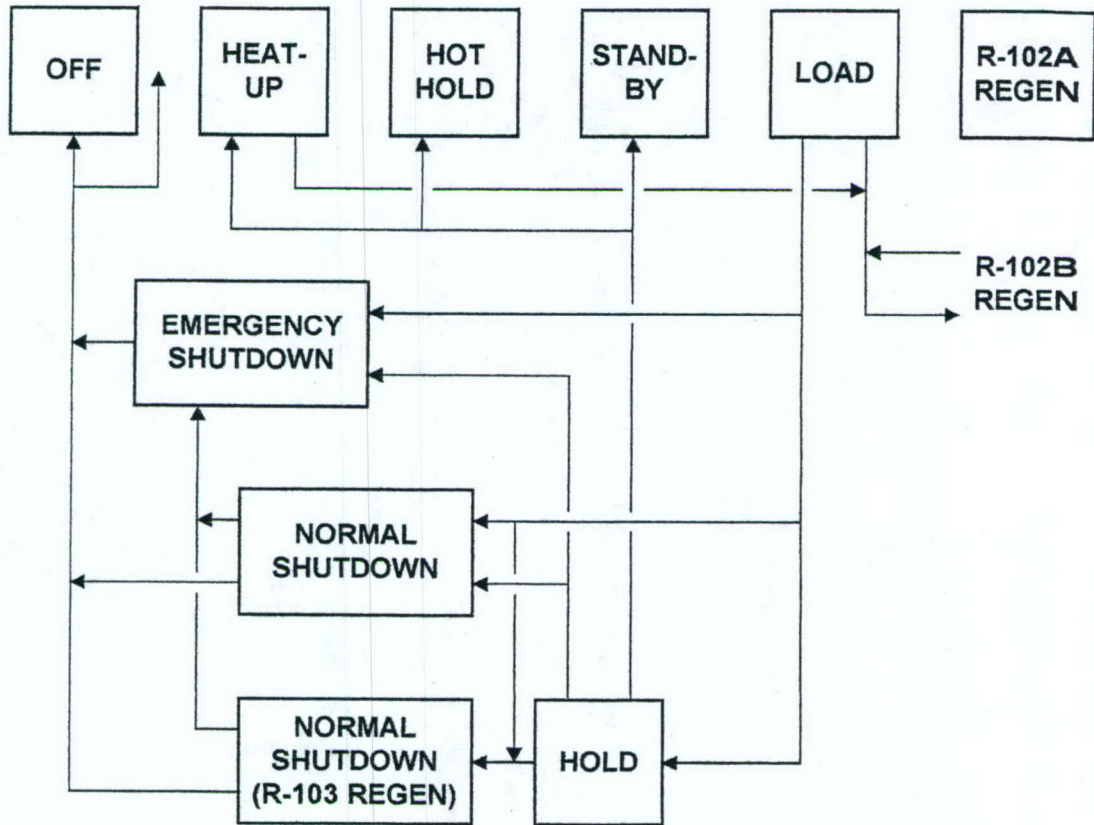 OFF
HEAT-
UP
HOT
HOLD
STAND-
BY
LOAD
R-102A
REGEN
R-102B
REGEN
EMERGENCY
SHUTDOWN
NORMAL
SHUTDOWN
NORMAL
SHUTDOWN
(R-103 REGEN)
HOLD